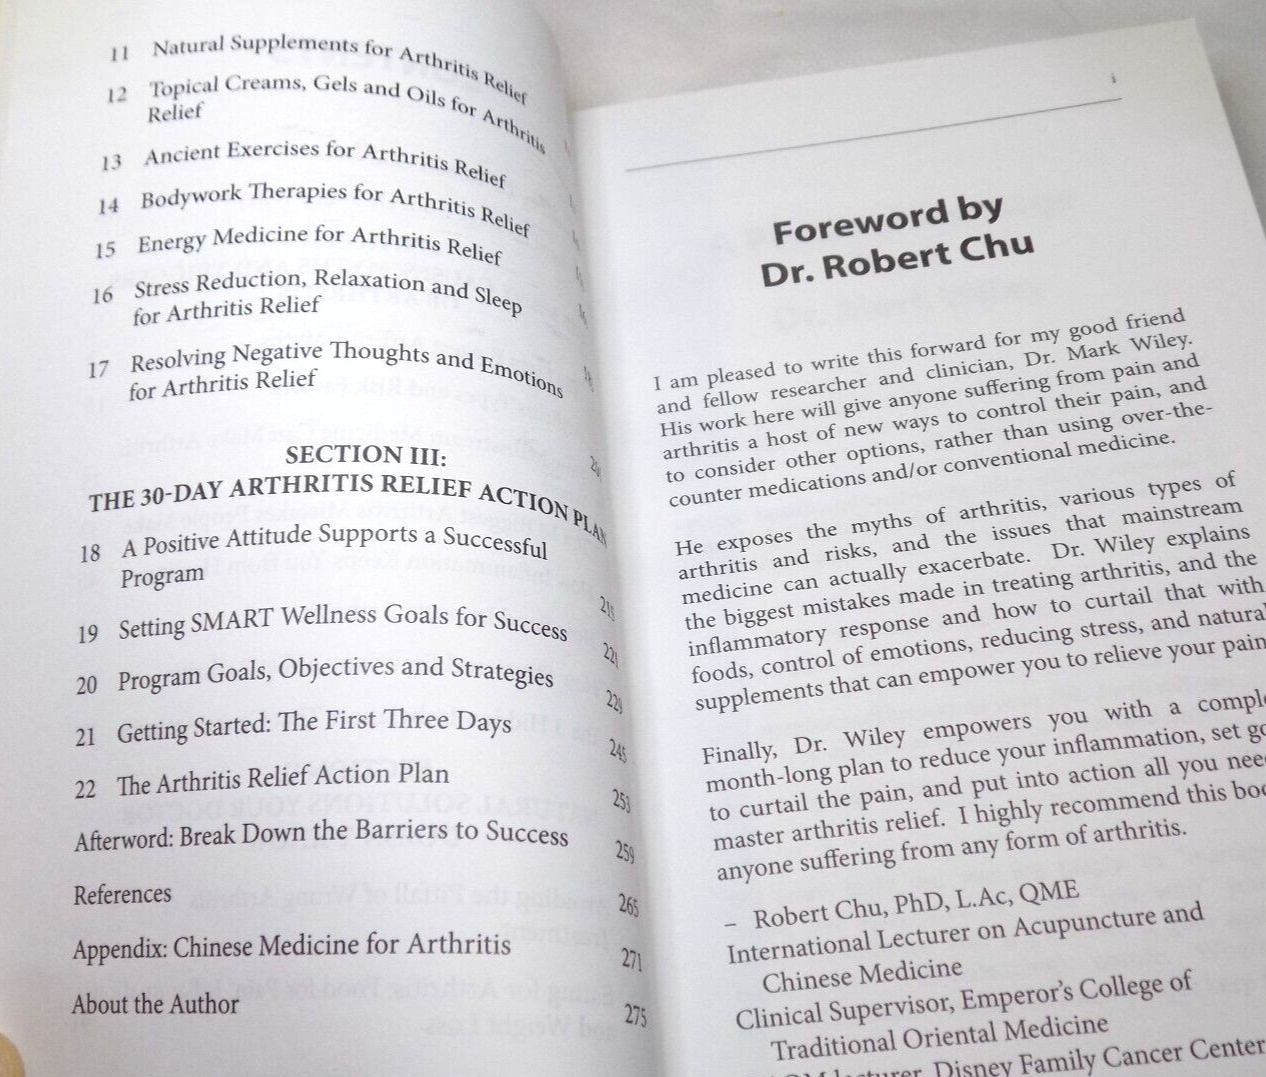 11 Natural Supplements for Arthritis Relief
12 Topical Creams, Gels and Oils for Arthritis
Relief
13 Ancient Exercises for Arthritis Relief
14 Bodywork Therapies for Arthritis Relief
15 Energy Medicine for Arthritis Relief
16 Stress Reduction, Relaxation and Sleep
for Arthritis Relief
17 Resolving Negative Thoughts and Emotions
for Arthritis Relief
SECTION III:
THE 30-DAY ARTHRITIS RELIEF ACTION PLAN
18 A Positive Attitude Supports a Successful
Program 215
19 Setting SMART Wellness Goals for Success 221
20 Program Goals, Objectives and Strategies 229
21 Getting Started: The First Three Days 245
22 The Arthritis Relief Action Plan 253
Afterword: Break Down the Barriers to Success 259
References 265
Appendix: Chinese Medicine for Arthritis 271
About the Author 275
i
Foreword by
Dr. Robert Chu
I am pleased to write this forward for my good friend
and fellow researcher and clinician, Dr. Mark Wiley.
His work here will give anyone suffering from pain and
arthritis a host of new ways to control their pain, and
to consider other options, rather than using over-the-
counter medications and/or conventional medicine.
He exposes the myths of arthritis, various types of
arthritis and risks, and the issues that mainstream
medicine can actually exacerbate. Dr. Wiley explains
the biggest mistakes made in treating arthritis, and the
inflammatory response and how to curtail that with
foods, control of emotions, reducing stress, and natural
supplements that can empower you to relieve your pain
Finally, Dr. Wiley empowers you with a
month-long plan to reduce your inflammation, set
to curtail the pain, and put into action all you
master arthritis relief. I highly recommend this
anyone suffering from any form of arthritis.
– Robert Chu, PhD, L.Ac, QME
International Lecturer on Acupuncture and
Chinese Medicine
Clinical Supervisor, Emperor's College of
Traditional Oriental Medicine
lecturer, Disney Family Cancer Center